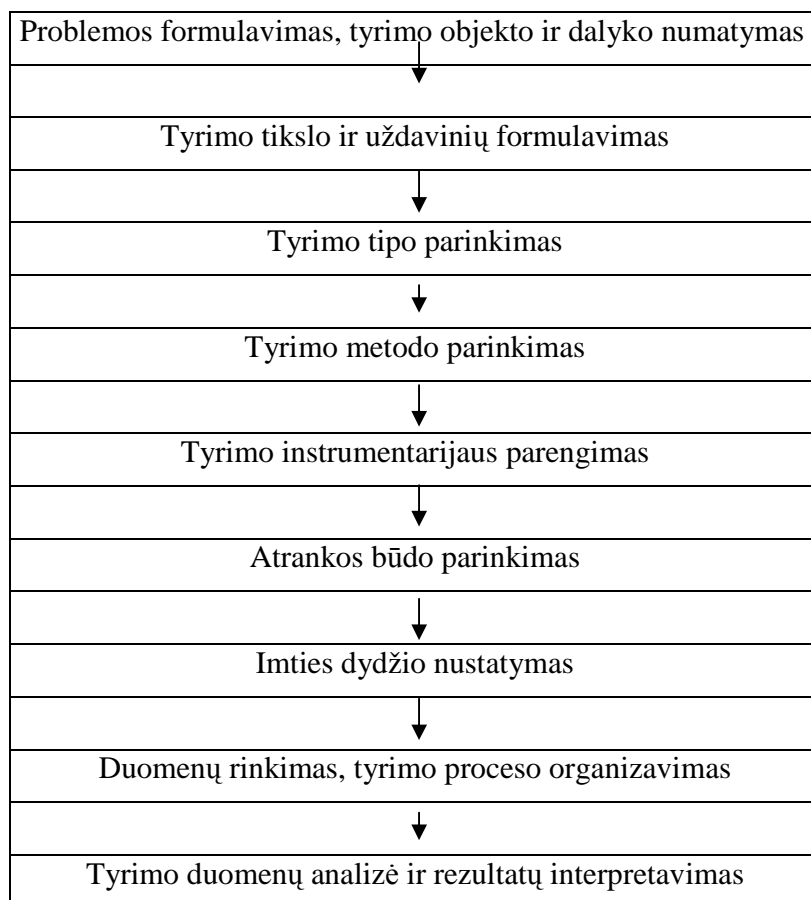 Problemos formulavimas, tyrimo objekto ir dalyko numatymas
Tyrimo tikslo ir uždavinių formulavimas
Tyrimo tipo parinkimas
Tyrimo metodo parinkimas
Tyrimo instrumentarijaus parengimas
Atrankos būdo parinkimas
Imties dydžio nustatymas
Duomenų rinkimas, tyrimo proceso organizavimas
Tyrimo duomenų analizė ir rezultatų interpretavimas